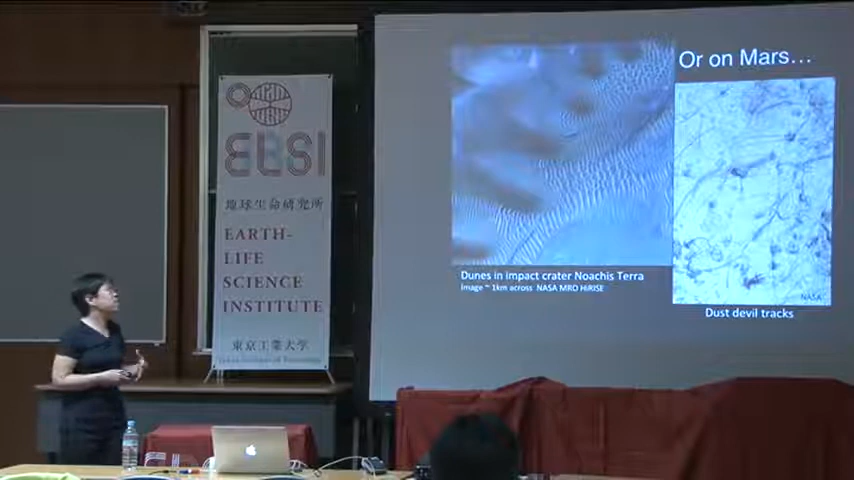 ELSI
地球生命研究所
EARTH-
LIFE
SCIENCE
INSTITUTE
東京工業大学
Tokyo Institute of Technology
Or on Mars...
Dunes in impact crater Noachis Terra
Image ~1km across NASA MRO HiRISE
NASA
Dust devil tracks